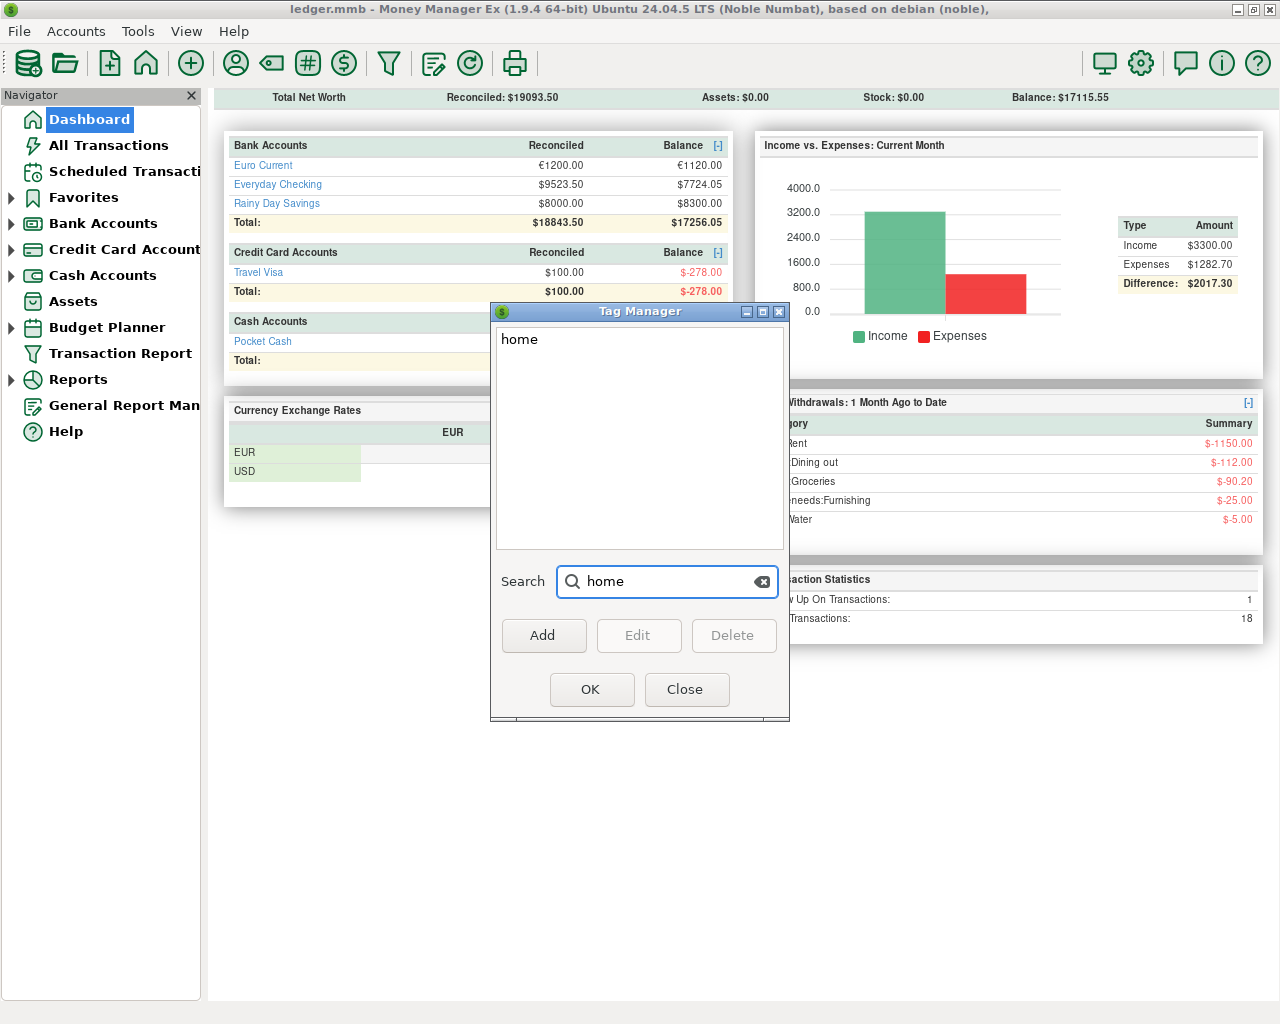 ledger.mmb - Money Manager Ex (1.9.4 64-bit) Ubuntu 24.04.5 LTS (Noble Numbat), based on debian (noble),
File Accounts Tools View Help
Navigator
Dashboard
All Transactions
Scheduled Transacti
Favorites
Bank Accounts
Credit Card Account
Cash Accounts
Assets
Budget Planner
Transaction Report
Reports
General Report Man
Help
Total Net Worth Reconciled: $19093.50 Assets: $0.00 Stock: $0.00 Balance: $17115.55
Bank Accounts Reconciled Balance [-]
Euro Current €1200.00 €1120.00
Everyday Checking $9523.50 $7724.05
Rainy Day Savings $8000.00 $8300.00
Total: $18843.50 $17256.05
Credit Card Accounts Reconciled Balance [-]
Travel Visa $100.00 $-278.00
Total: $100.00 $-278.00
Cash Accounts
Pocket Cash
Total:
Currency Exchange Rates
EUR
EUR
USD
Income vs. Expenses: Current Month
4000.0
3200.0
2400.0
1600.0
800.0
0.0
Income Expenses
Type Amount
Income $3300.00
Expenses $1282.70
Difference: $2017.30
Withdrawals: 1 Month Ago to Date [-]
gory Summary
Rent $-1150.00
:Dining out $-112.00
:Groceries $-90.20
needs:Furnishing $-25.00
Water $-5.00
saction Statistics
w Up On Transactions: 1
Transactions: 18
Tag Manager
home
Search home
Add Edit Delete
OK Close